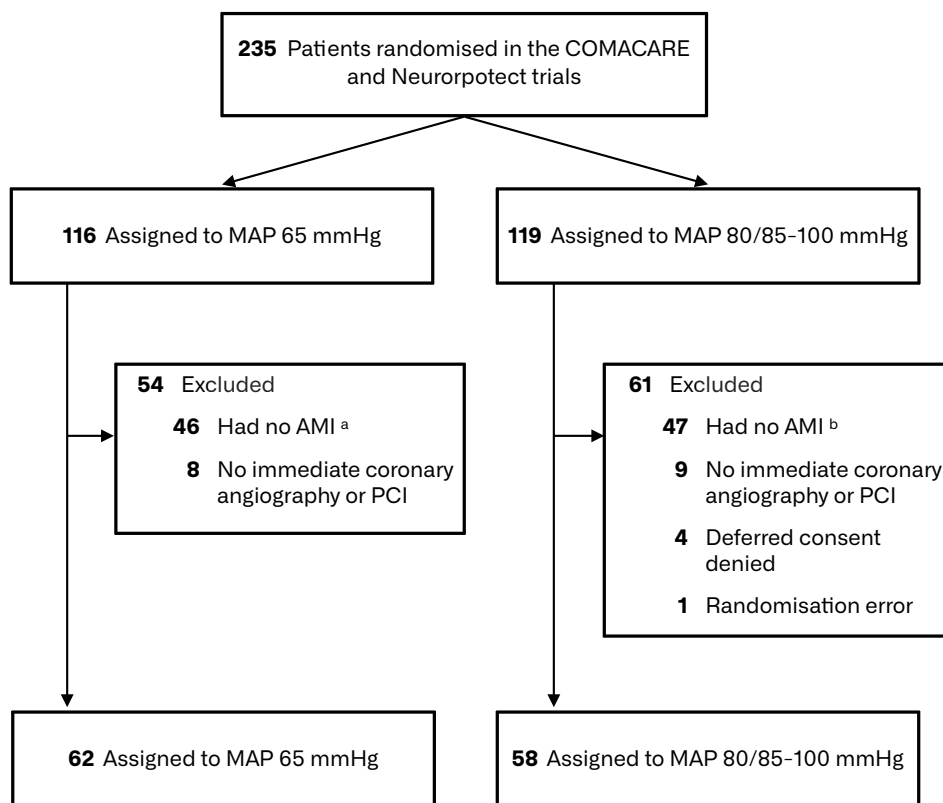 235 Patients randomised in the COMACARE
and Neurorpotect trials
116 Assigned to MAP 65 mmHg
119 Assigned to MAP 80/85-100 mmHg
54 Excluded
46 Had no AMI a
8 No immediate coronary
angiography or PCI
61 Excluded
47 Had no AMI b
9 No immediate coronary
angiography or PCI
4 Deferred consent
denied
1 Randomisation error
62 Assigned to MAP 65 mmHg
58 Assigned to MAP 80/85-100 mmHg